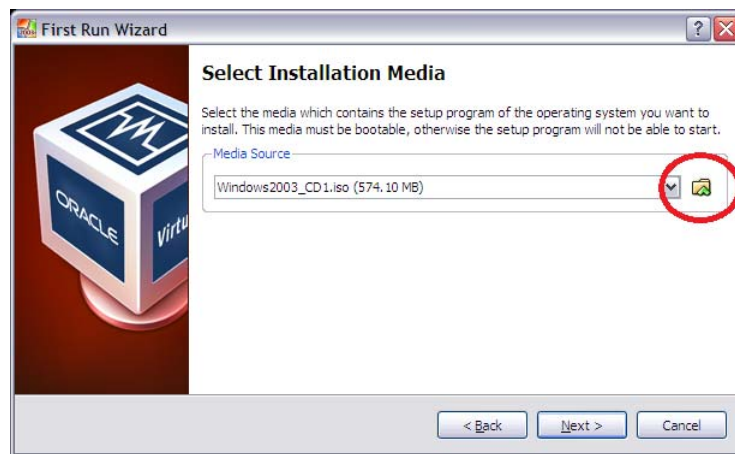 First Run Wizard
Select Installation Media
Select the media which contains the setup program of the operating system you want to
install. This media must be bootable, otherwise the setup program will not be able to start.
Media Source
Windows2003_CD1.iso (574.10 MB)
ORACLE
Virtu
< Back
Next >
Cancel